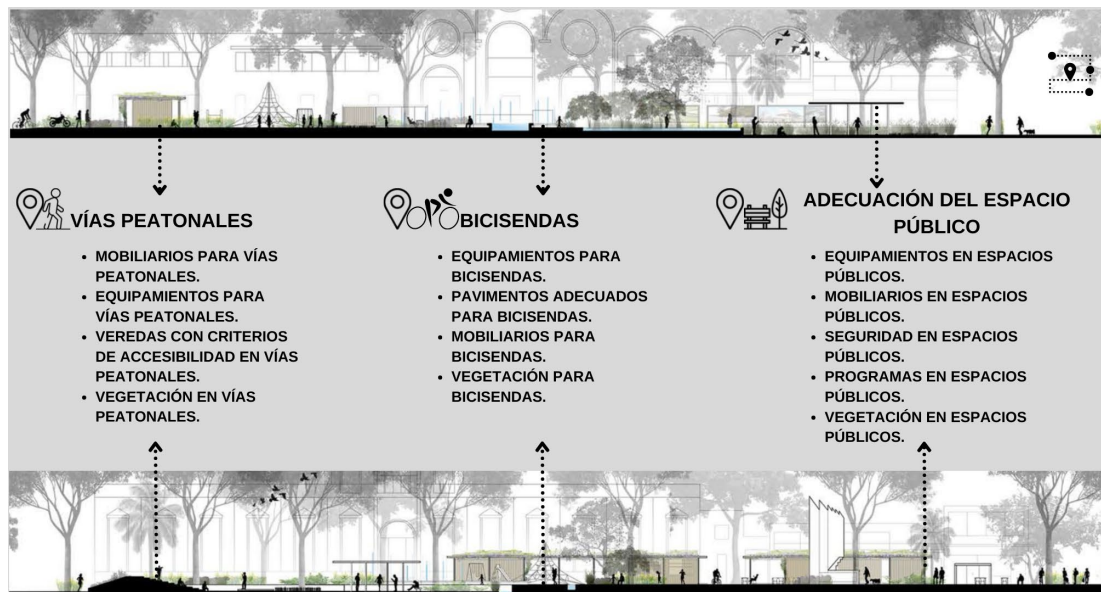 VÍAS PEATONALES
• MOBILIARIOS PARA VÍAS
PEATONALES.
• EQUIPAMIENTOS PARA
VÍAS PEATONALES.
• VEREDAS CON CRITERIOS
DE ACCESIBILIDAD EN VÍAS
PEATONALES.
• VEGETACIÓN EN VÍAS
PEATONALES.
BICISENDAS
• EQUIPAMIENTOS PARA
BICISENDAS.
• PAVIMENTOS ADECUADOS
PARA BICISENDAS.
• MOBILIARIOS PARA
BICISENDAS.
• VEGETACIÓN PARA
BICISENDAS.
ADECUACIÓN DEL ESPACIO
PÚBLICO
• EQUIPAMIENTOS EN ESPACIOS
PÚBLICOS.
• MOBILIARIOS EN ESPACIOS
PÚBLICOS.
• SEGURIDAD EN ESPACIOS
PÚBLICOS.
• PROGRAMAS EN ESPACIOS
PÚBLICOS.
• VEGETACIÓN EN ESPACIOS
PÚBLICOS.